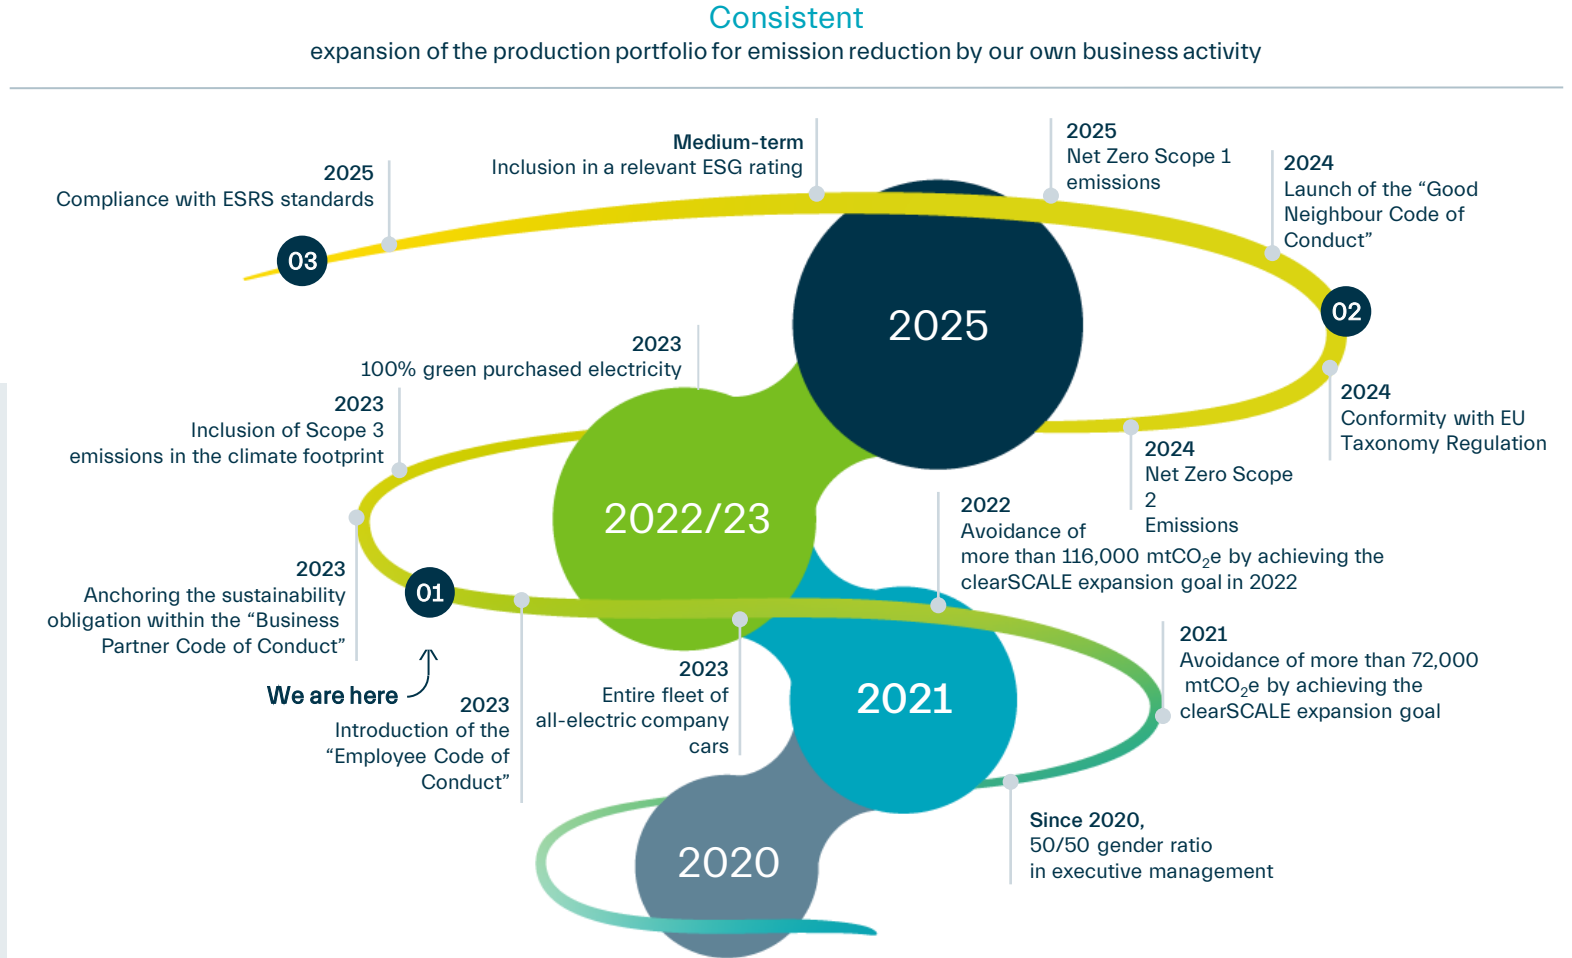 Consistent
expansion of the production portfolio for emission reduction by our own business activity
2025
Compliance with ESRS standards
03
Medium-term
Inclusion in a relevant ESG rating
2025
Net Zero Scope 1
emissions
2024
Launch of the “Good
Neighbour Code of
Conduct”
02
2025
2023
100% green purchased electricity
2023
Inclusion of Scope 3
emissions in the climate footprint
2024
Conformity with EU
Taxonomy Regulation
2024
Net Zero Scope
2
Emissions
2022/23
2022
Avoidance of
more than 116,000 mtCO₂e by achieving the
clearSCALE expansion goal in 2022
2023
Anchoring the sustainability
obligation within the “Business
Partner Code of Conduct”
01
We are here
2023
Introduction of the
“Employee Code of
Conduct”
2023
Entire fleet of
all-electric company
cars
2021
2021
Avoidance of more than 72,000
mtCO₂e by achieving the
clearSCALE expansion goal
Since 2020,
50/50 gender ratio
in executive management
2020